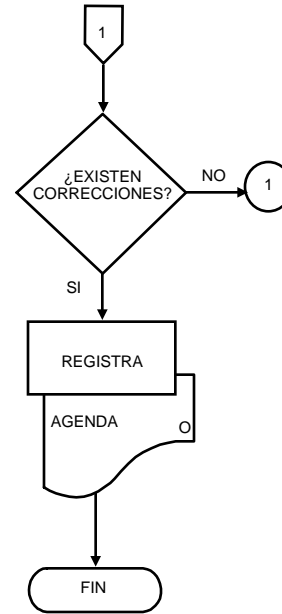 1
¿EXISTEN
CORRECCIONES?
NO
1
SI
REGISTRA
AGENDA
O
FIN